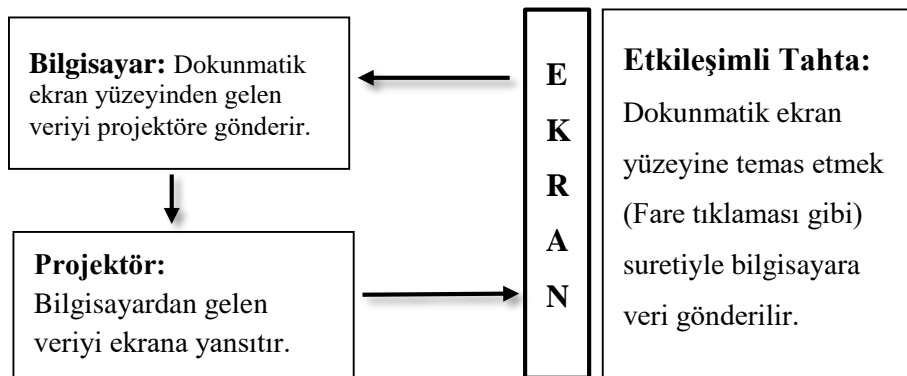 Bilgisayar: Dokunmatik
ekran yüzeyinden gelen
veriyi projektöre gönderir.
Projektör:
Bilgisayardan gelen
veriyi ekrana yansıtır.
E
K
R
A
N
Etkileşimli Tahta:
Dokunmatik ekran
yüzeyine temas etmek
(Fare tıklaması gibi)
suretiyle bilgisayara
veri gönderilir.